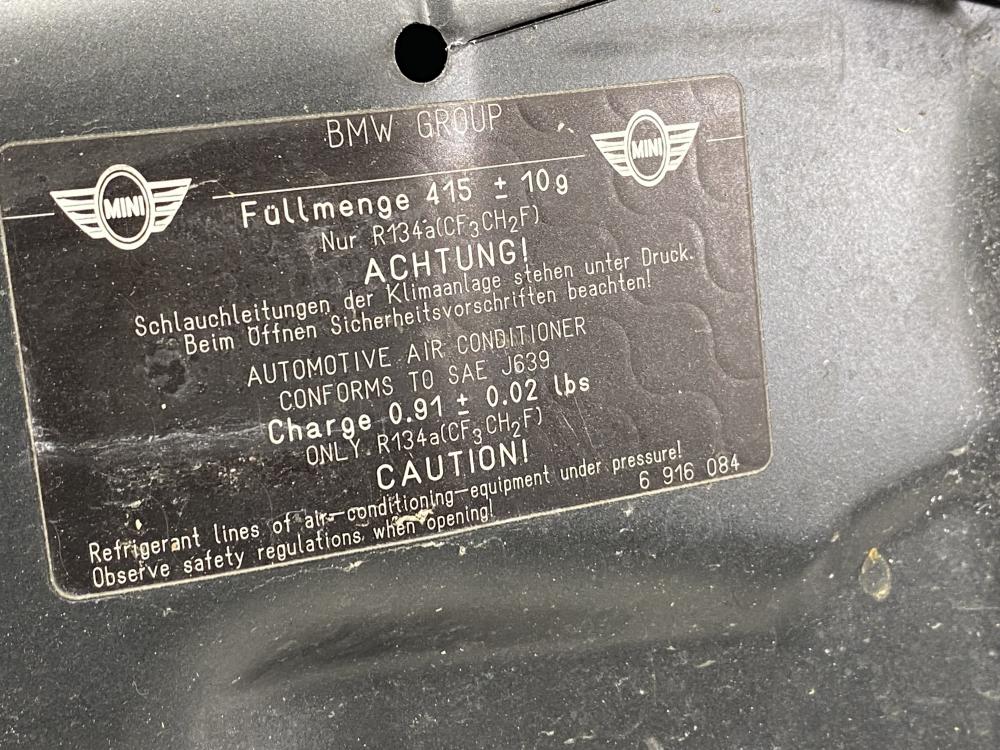 BMW GROUP
MINI MINI
Füllmenge 415 ± 10g
Nur R134a(CF₃CH₂F)
ACHTUNG!
Schlauchleitungen der Klimaanlage stehen unter Druck.
Beim Öffnen Sicherheitsvorschriften beachten!
AUTOMOTIVE AIR CONDITIONER
CONFORMS TO SAE J639
Charge 0.91 ± 0.02 lbs
ONLY R134a(CF₃CH₂F)
CAUTION!
Refrigerant lines of air-conditioning-equipment under pressure!
Observe safety regulations when opening!
6 916 084